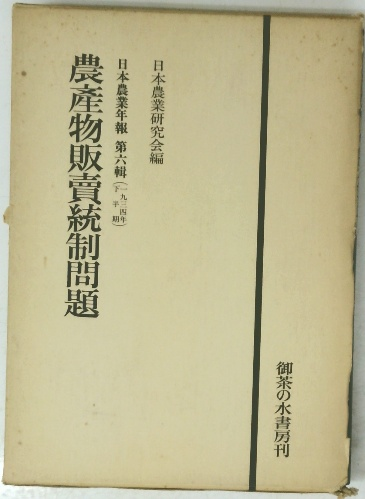 日本農業研究会編
日本農業年報 第六輯(一九三四年下半期)
農產物販賣統制問題
御茶の水書房刊